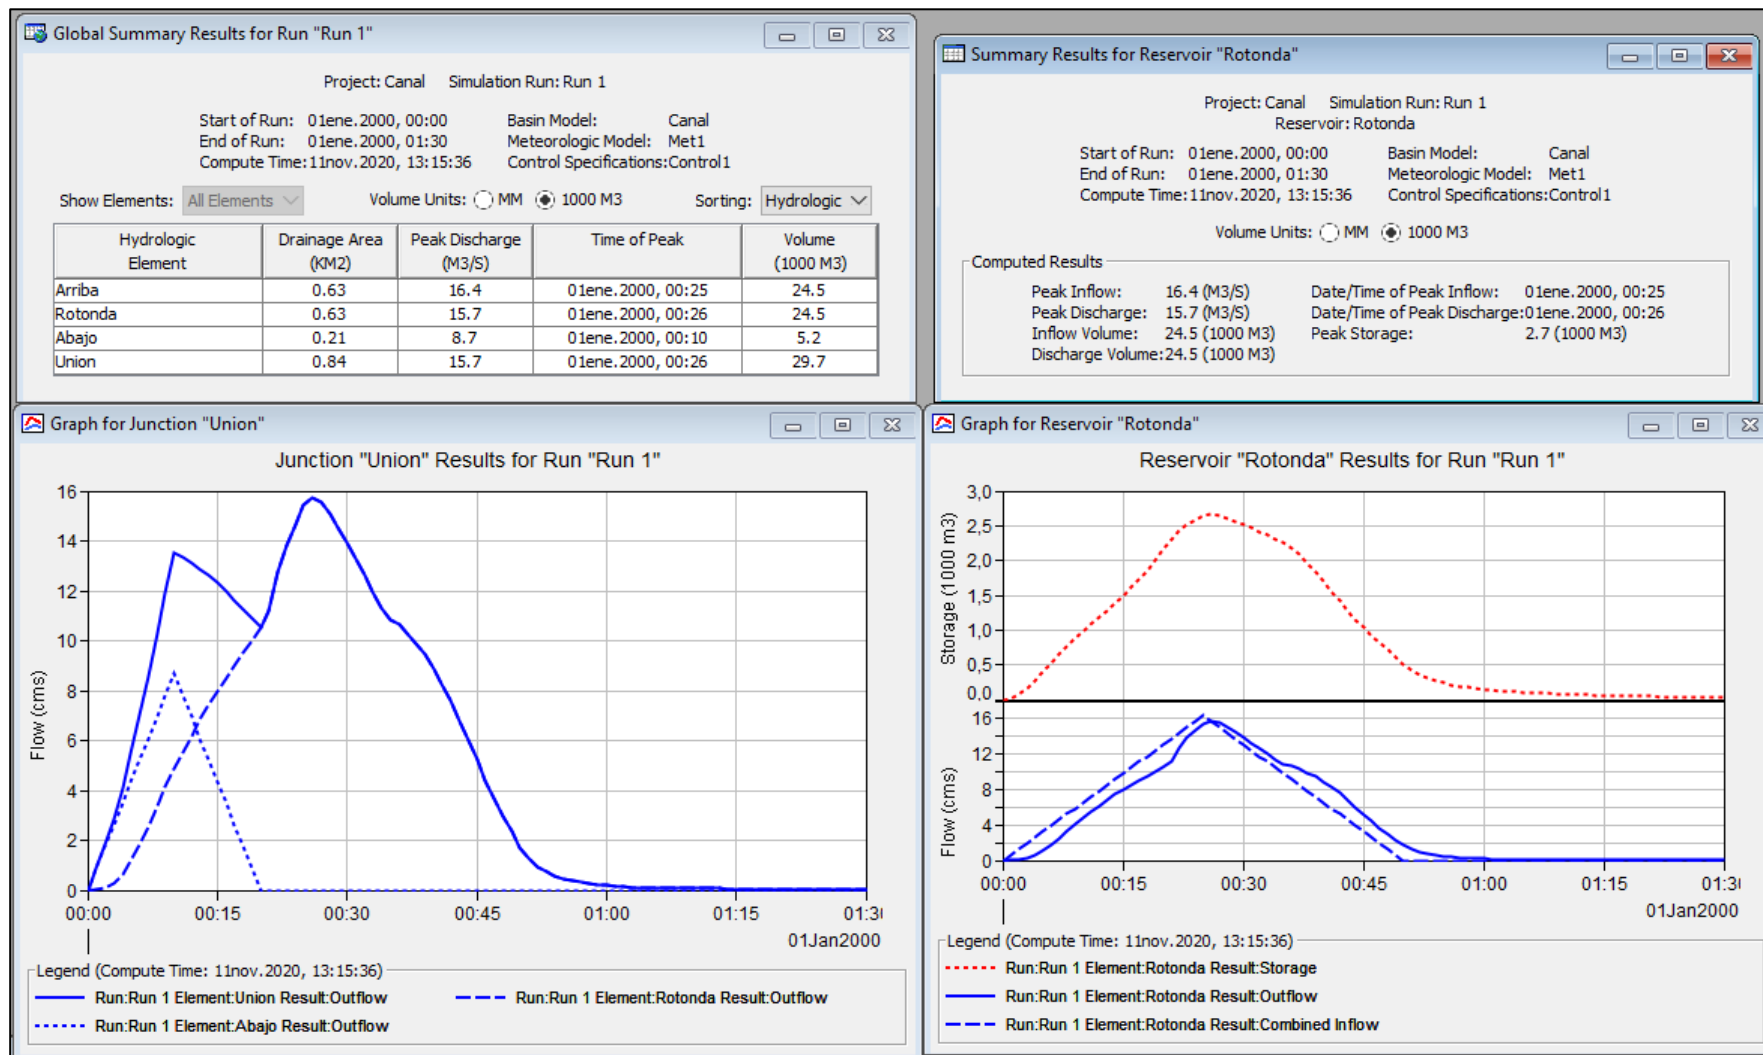 Global Summary Results for Run "Run 1"
Project: Canal Simulation Run: Run 1
Start of Run: 01ene.2000, 00:00 Basin Model: Canal
End of Run: 01ene.2000, 01:30 Meteorologic Model: Met1
Compute Time:11nov.2020, 13:15:36 Control Specifications:Control1
Show Elements: All Elements Volume Units: MM 1000 M3 Sorting: Hydrologic
Hydrologic Drainage Area Peak Discharge Time of Peak Volume
Element (KM2) (M3/S) (1000 M3)
Arriba 0.63 16.4 01ene.2000, 00:25 24.5
Rotonda 0.63 15.7 01ene.2000, 00:26 24.5
Abajo 0.21 8.7 01ene.2000, 00:10 5.2
Union 0.84 15.7 01ene.2000, 00:26 29.7
Summary Results for Reservoir "Rotonda"
Project: Canal Simulation Run: Run 1
Reservoir: Rotonda
Start of Run: 01ene.2000, 00:00 Basin Model: Canal
End of Run: 01ene.2000, 01:30 Meteorologic Model: Met1
Compute Time:11nov.2020, 13:15:36 Control Specifications:Control1
Volume Units: MM 1000 M3
Computed Results
Peak Inflow: 16.4 (M3/S) Date/Time of Peak Inflow: 01ene.2000, 00:25
Peak Discharge: 15.7 (M3/S) Date/Time of Peak Discharge:01ene.2000, 00:26
Inflow Volume: 24.5 (1000 M3) Peak Storage: 2.7 (1000 M3)
Discharge Volume:24.5 (1000 M3)
Graph for Junction "Union"
Junction "Union" Results for Run "Run 1"
Flow (cms)
16
14
12
10
8
6
4
2
0
00:00 00:15 00:30 00:45 01:00 01:15 01:3
01Jan2000
Legend (Compute Time: 11nov.2020, 13:15:36)
Run:Run 1 Element:Union Result:Outflow Run:Run 1 Element:Rotonda Result:Outflow
Run:Run 1 Element:Abajo Result:Outflow
Graph for Reservoir "Rotonda"
Reservoir "Rotonda" Results for Run "Run 1"
Storage (1000 m3)
3,0
2,5
2,0
1,5
1,0
0,5
0,0
Flow (cms)
16
12
8
4
0
00:00 00:15 00:30 00:45 01:00 01:15 01:3
01Jan2000
Legend (Compute Time: 11nov.2020, 13:15:36)
Run:Run 1 Element:Rotonda Result:Storage
Run:Run 1 Element:Rotonda Result:Outflow
Run:Run 1 Element:Rotonda Result:Combined Inflow